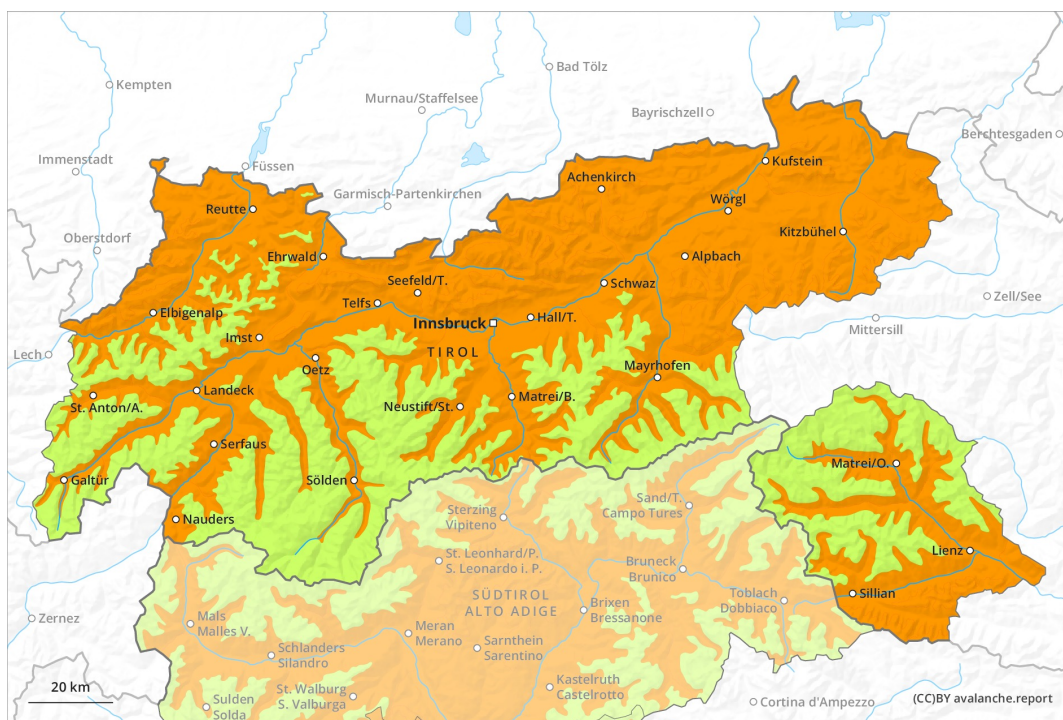 Kempten
Bad Tölz
Murnau/Staffelsee
Bayrischzell
Berchtesgaden
Immenstadt
Füssen
Kufstein
Achenkirch
Garmisch-Partenkirchen
Wörgl
Reutte
Kitzbühel
Oberstdorf
Ehrwald
Alpbach
Seefeld/T.
Schwaz
Zell/See
Telfs
Elbigenalp
Innsbruck
Hall/T.
Mittersill
Imst
Lech
TIROL
Oetz
Mayrhofen
Landeck
St. Anton/A.
Neustift/St.
Matrei/B.
Serfaus
Matrei/O.
Galtür
Sölden
Sand/T.
Campo Tures
Sterzing
Vipiteno
Nauders
St. Leonhard/P.
S. Leonardo i. P.
Lienz
Bruneck
Brunico
SÜDTIROL
ALTO ADIGE
Toblach
Dobbiaco
Sillian
Brixen
Bressanone
Zernez
Mals
Malles V.
Meran
Merano
Sarnthein
Sarentino
Schlanders
Silandro
Kastelruth
Castelrotto
20 km
St. Walburg
S. Valburga
Sulden
Solda
Cortina d'Ampezzo
(CC)BY avalanche.report